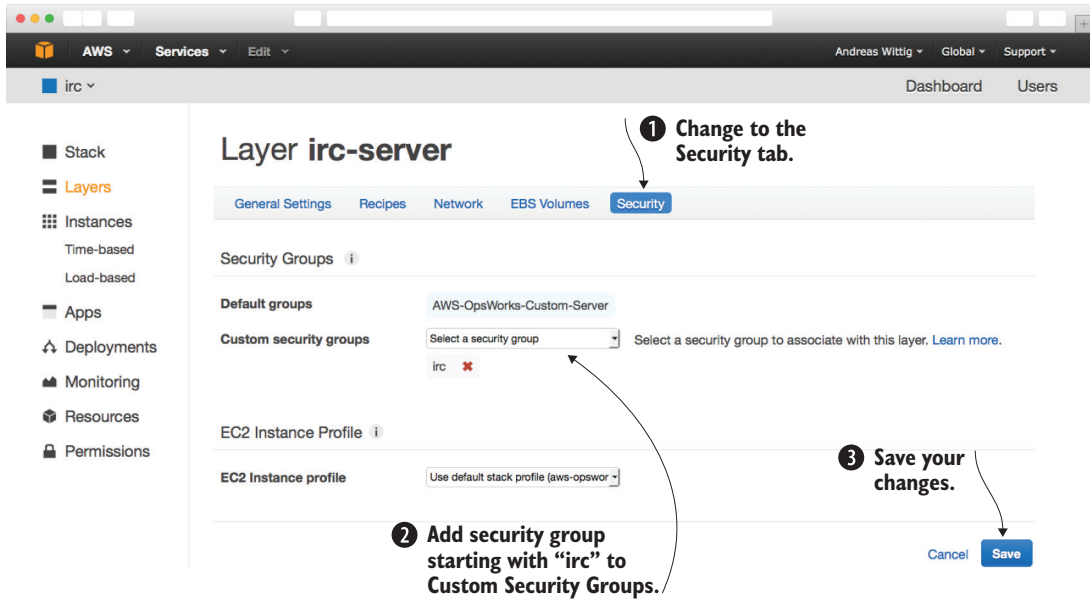 AWS Services Edit Andreas Wittig Global Support
irc Dashboard Users
Stack
Layers
Instances
Time-based
Load-based
Apps
Deployments
Monitoring
Resources
Permissions
Layer irc-server
1 Change to the
Security tab.
General Settings Recipes Network EBS Volumes Security
Security Groups i
Default groups AWS-OpsWorks-Custom-Server
Custom security groups Select a security group Select a security group to associate with this layer. Learn more.
irc ✖
EC2 Instance Profile i
EC2 Instance profile Use default stack profile (aws-opswor
3 Save your
changes.
2 Add security group
starting with “irc” to
Custom Security Groups.
Cancel Save